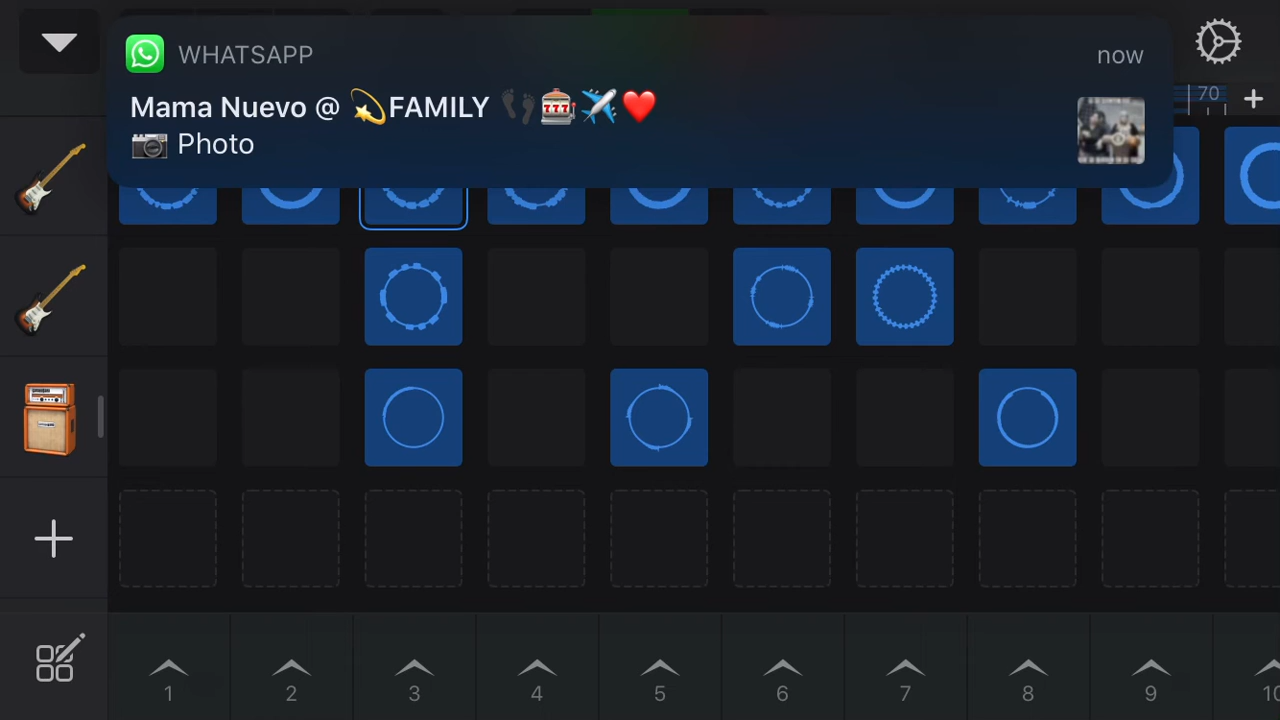 WHATSAPP
now
Mama Nuevo @ 💫FAMILY 👣🎰✈️❤️
📷 Photo
70
1 2 3 4 5 6 7 8 9 10